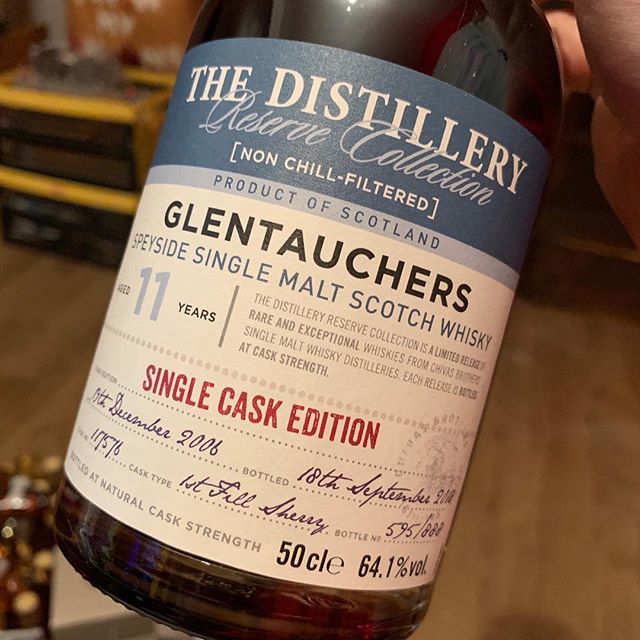 THE DISTILLERY
Reserve Collection
[NON CHILL-FILTERED]
PRODUCT OF SCOTLAND
GLENTAUCHERS
SPEYSIDE SINGLE MALT SCOTCH WHISKY
AGED 11 YEARS
THE DISTILLERY RESERVE COLLECTION IS A LIMITED RELEASE OF
RARE AND EXCEPTIONAL WHISKIES FROM CHIVAS BROTHERS
SINGLE MALT WHISKY DISTILLERIES. EACH RELEASE IS BOTTLED
AT CASK STRENGTH.
SINGLE CASK EDITION
December 2006 BOTTLED 18th September
CASK TYPE 1st Fill Sherry BOTTLE Nº 595/888
BOTTLED AT NATURAL CASK STRENGTH 50cle 64.1%vol.